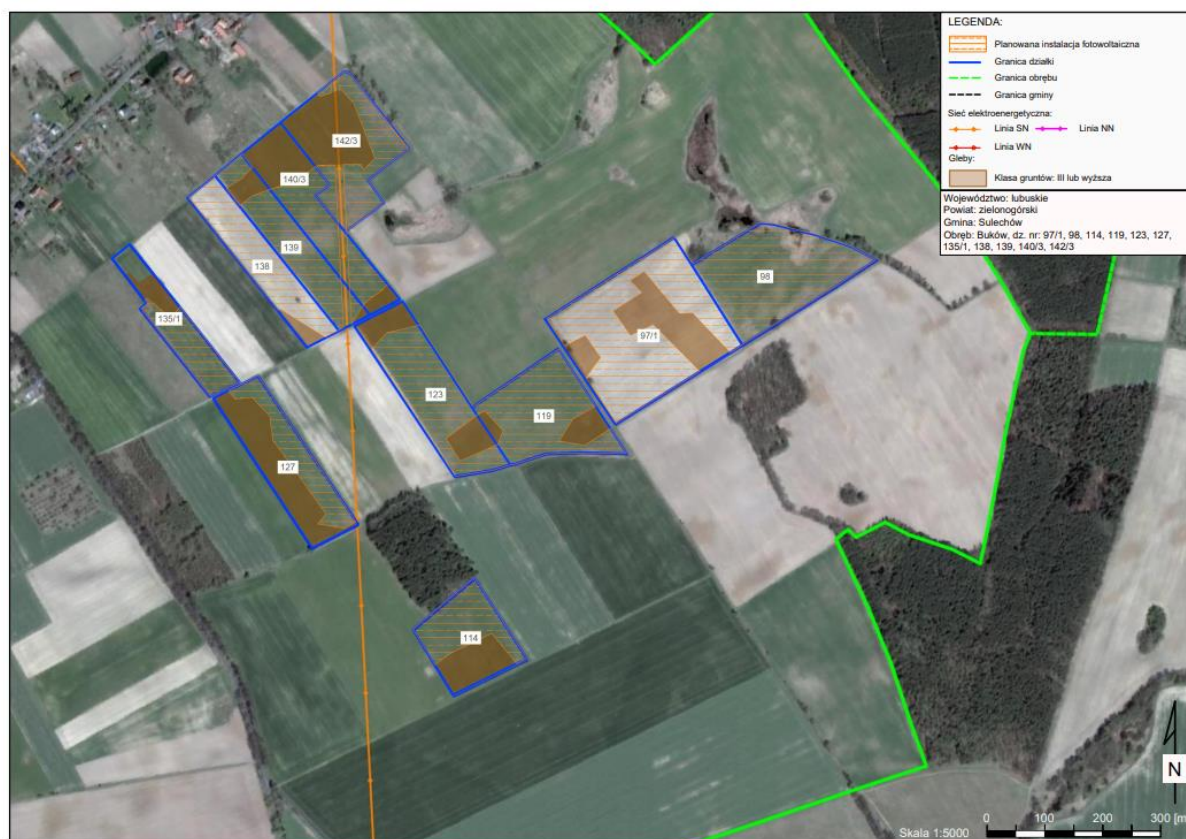 LEGENDA:
Planowana instalacja fotowoltaiczna
Granica działki
Granica obrębu
Granica gminy
Sieć elektroenergetyczna:
Linia SN Linia NN
Linia WN
Gleby:
Klasa gruntów: III lub wyższa
Województwo: lubuskie
Powiat: zielonogórski
Gmina: Sulechów
Obręb: Buków, dz. nr: 97/1, 98, 114, 119, 123, 127,
135/1, 138, 139, 140/3, 142/3
142/3
140/3
139
138
98
135/1
97/1
123
119
127
114
N
Skala 1:5000
0 100 200 300 [m